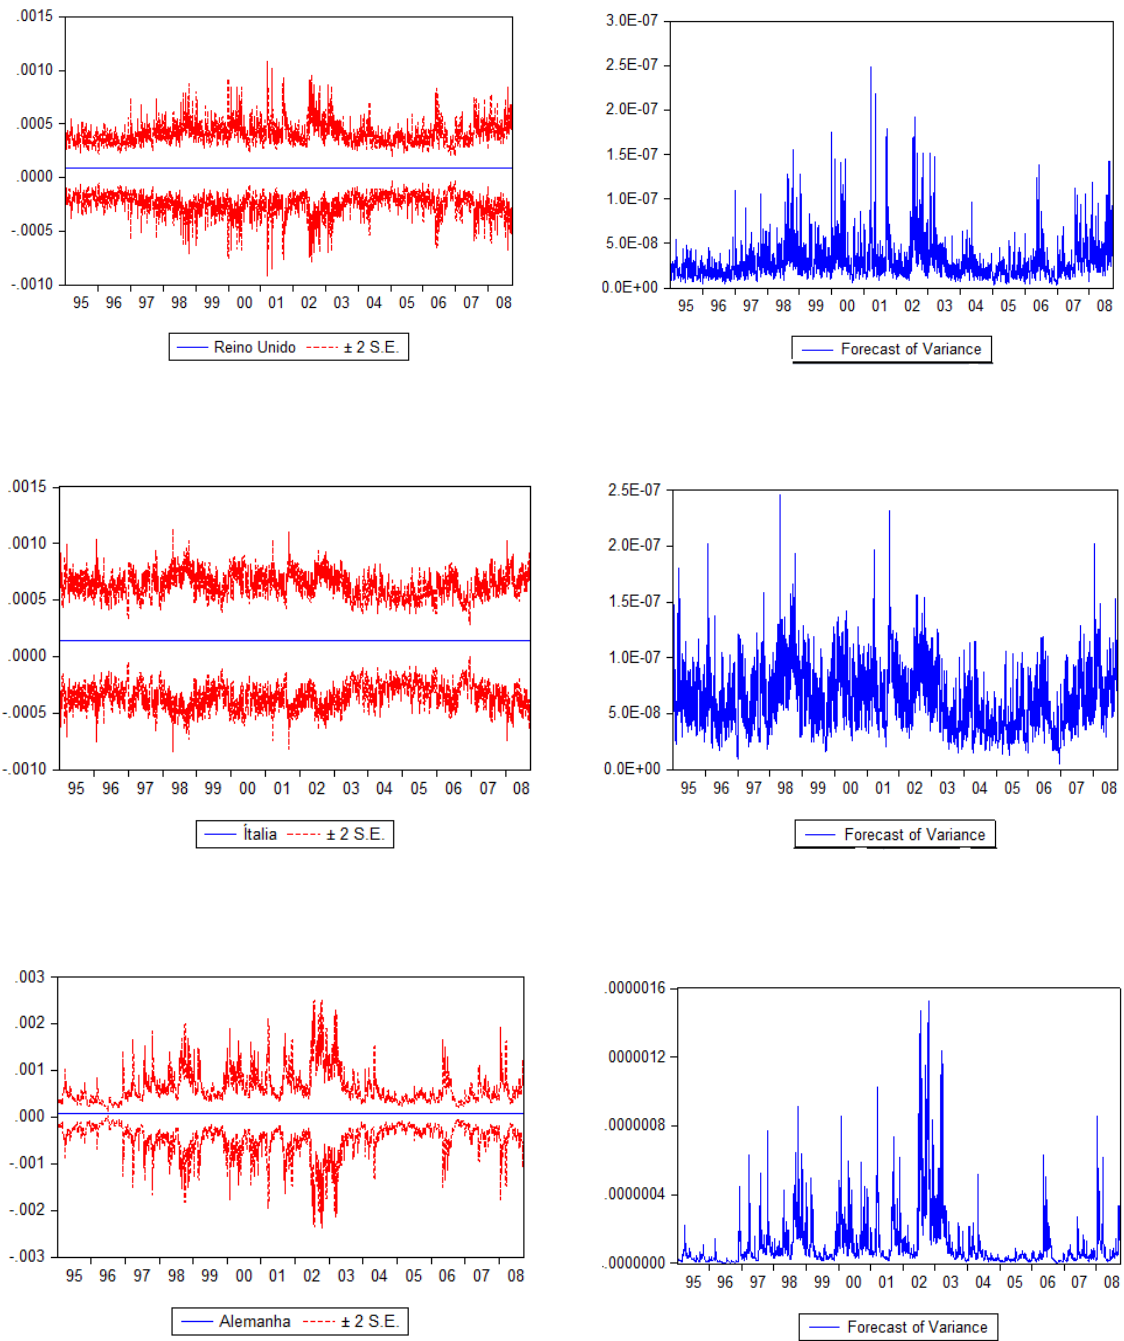 .0015
.0010
.0005
.0000
-.0005
-.0010
95 96 97 98 99 00 01 02 03 04 05 06 07 08
Reino Unido ± 2 S.E.
3.0E-07
2.5E-07
2.0E-07
1.5E-07
1.0E-07
5.0E-08
0.0E+00
95 96 97 98 99 00 01 02 03 04 05 06 07 08
Forecast of Variance
.0015
.0010
.0005
.0000
-.0005
-.0010
95 96 97 98 99 00 01 02 03 04 05 06 07 08
Ítalia ± 2 S.E.
2.5E-07
2.0E-07
1.5E-07
1.0E-07
5.0E-08
0.0E+00
95 96 97 98 99 00 01 02 03 04 05 06 07 08
Forecast of Variance
.003
.002
.001
.000
-.001
-.002
-.003
95 96 97 98 99 00 01 02 03 04 05 06 07 08
Alemanha ± 2 S.E.
.0000016
.0000012
.0000008
.0000004
.0000000
95 96 97 98 99 00 01 02 03 04 05 06 07 08
Forecast of Variance